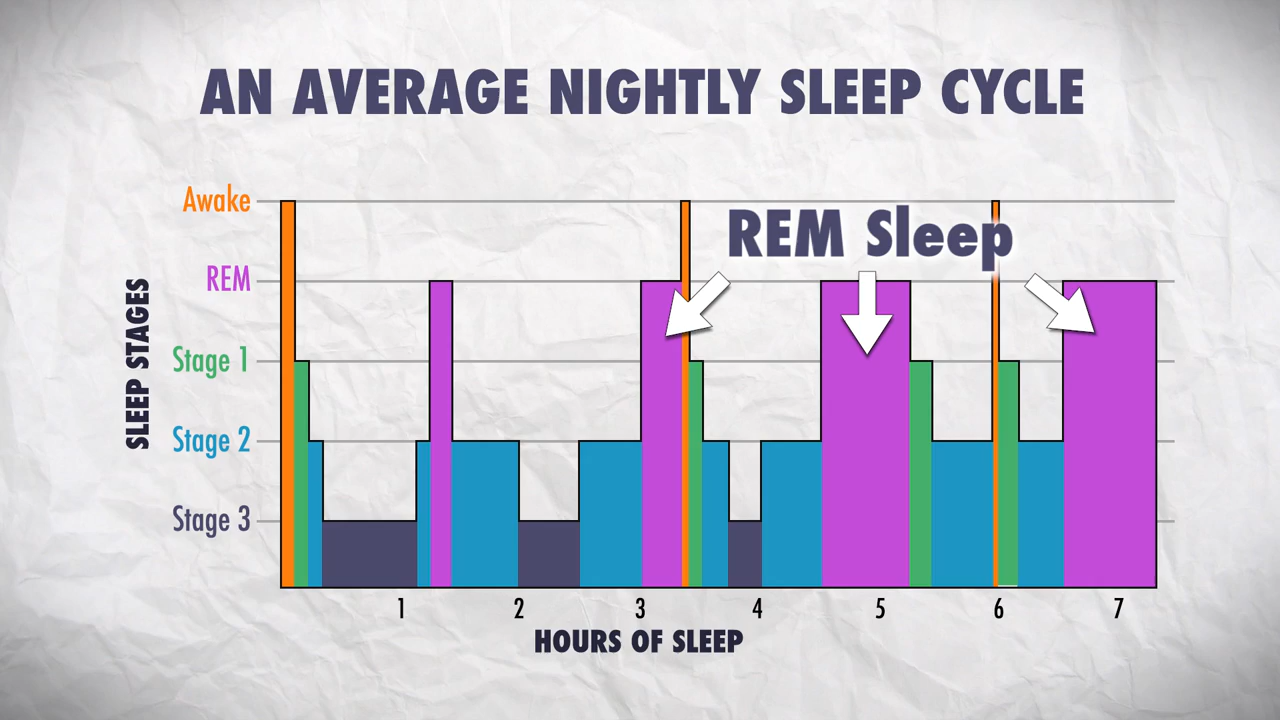 AN AVERAGE NIGHTLY SLEEP CYCLE
Awake
REM Sleep
REM
SLEEP STAGES
Stage 1
Stage 2
Stage 3
1 2 3 4 5 6 7
HOURS OF SLEEP